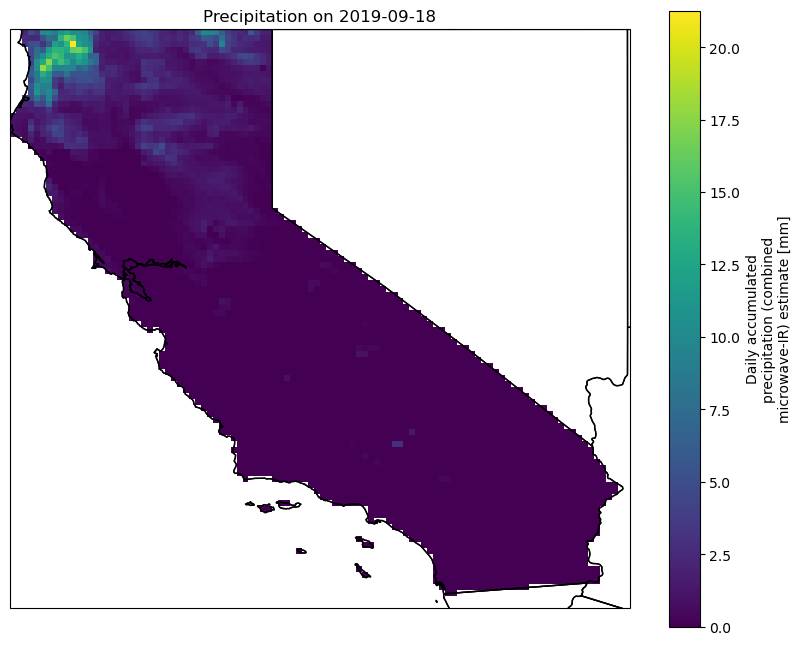 Precipitation on 2019-09-18
20.0
17.5
15.0
12.5
10.0
7.5
5.0
2.5
0.0
Daily accumulated
precipitation (combined
microwave-IR) estimate [mm]